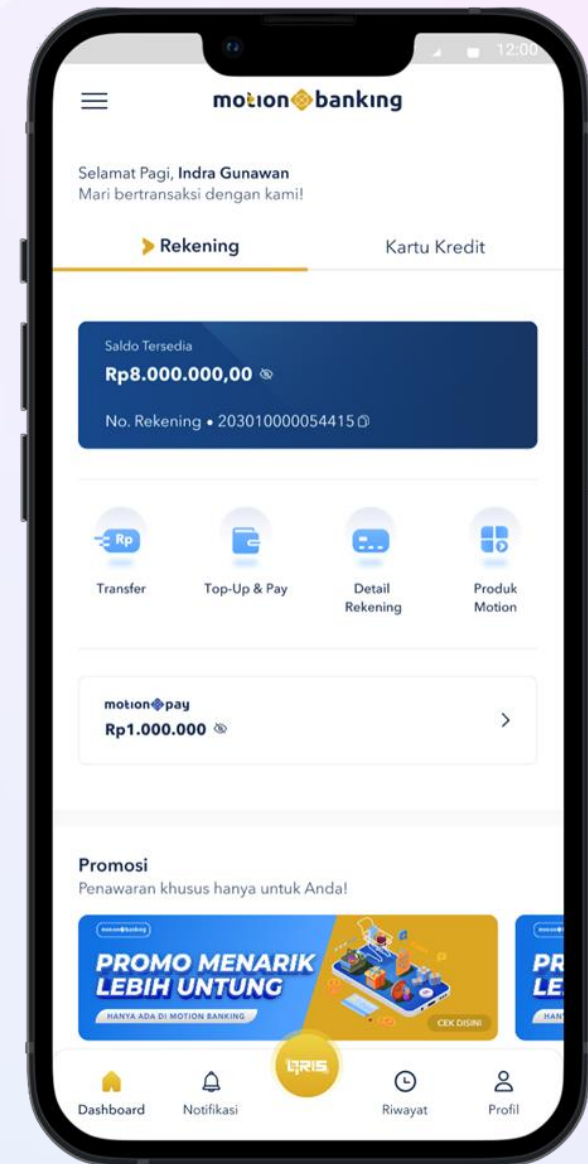 12:00
motion banking
Selamat Pagi, Indra Gunawan
Mari bertransaksi dengan kami!
Rekening
Kartu Kredit
Saldo Tersedia
Rp8.000.000,00
No. Rekening • 203010000054415
Rp
Transfer
Top-Up & Pay
Detail
Rekening
Produk
Motion
motion pay
Rp1.000.000
Promosi
Penawaran khusus hanya untuk Anda!
motion banking
PROMO MENARIK
LEBIH UNTUNG
HANYA ADA DI MOTION BANKING
CEK DISINI
PR
LE
HAN
QRIS
Dashboard
Notifikasi
Riwayat
Profil